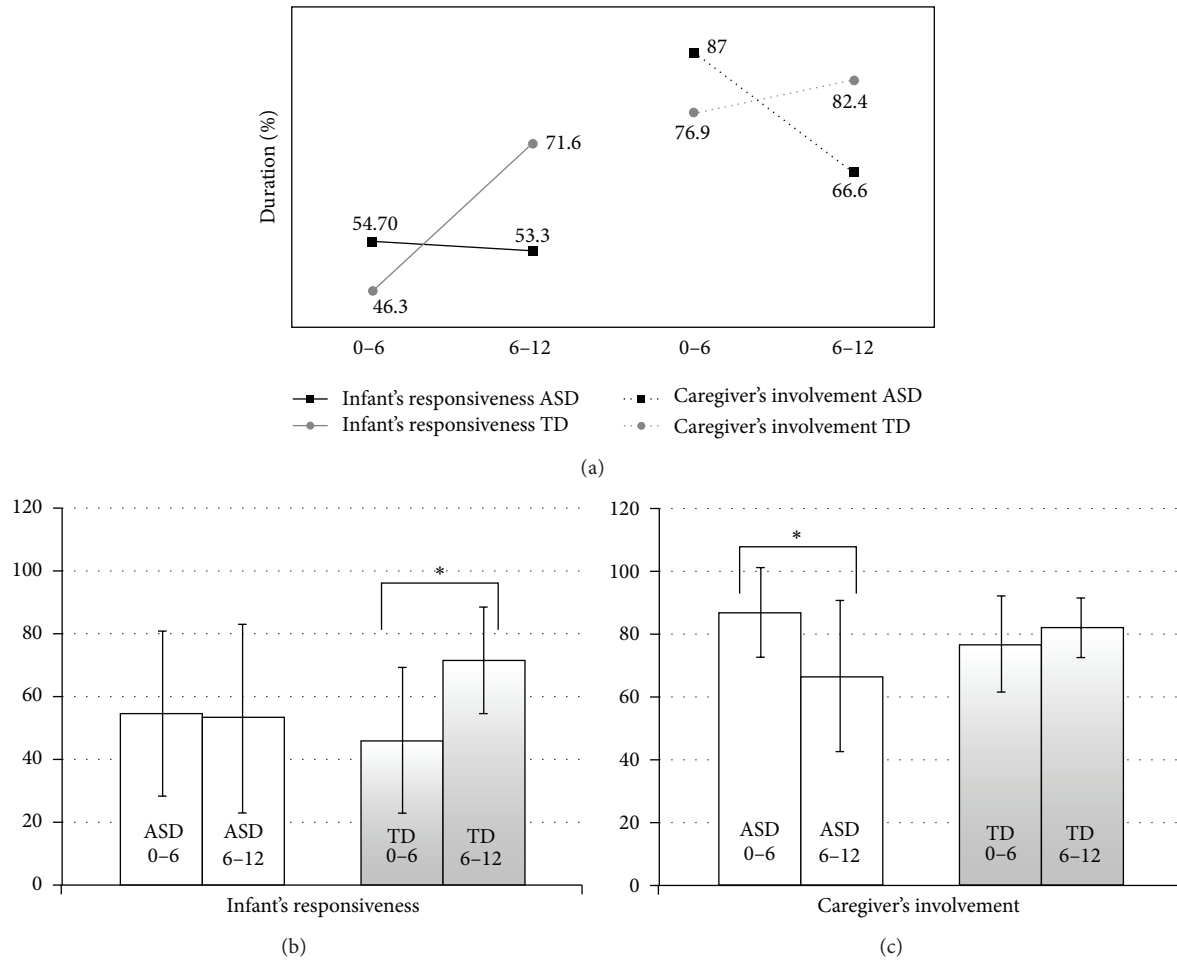 87
82.4
76.9
71.6
66.6
54.70
53.3
46.3
Duration (%)
0–6
6–12
0–6
6–12
Infant's responsiveness ASD
Infant's responsiveness TD
Caregiver's involvement ASD
Caregiver's involvement TD
(a)
120
100
80
60
40
20
0
*
ASD
0–6
ASD
6–12
TD
0–6
TD
6–12
Infant's responsiveness
(b)
120
100
80
60
40
20
0
*
ASD
0–6
ASD
6–12
TD
0–6
TD
6–12
Caregiver's involvement
(c)